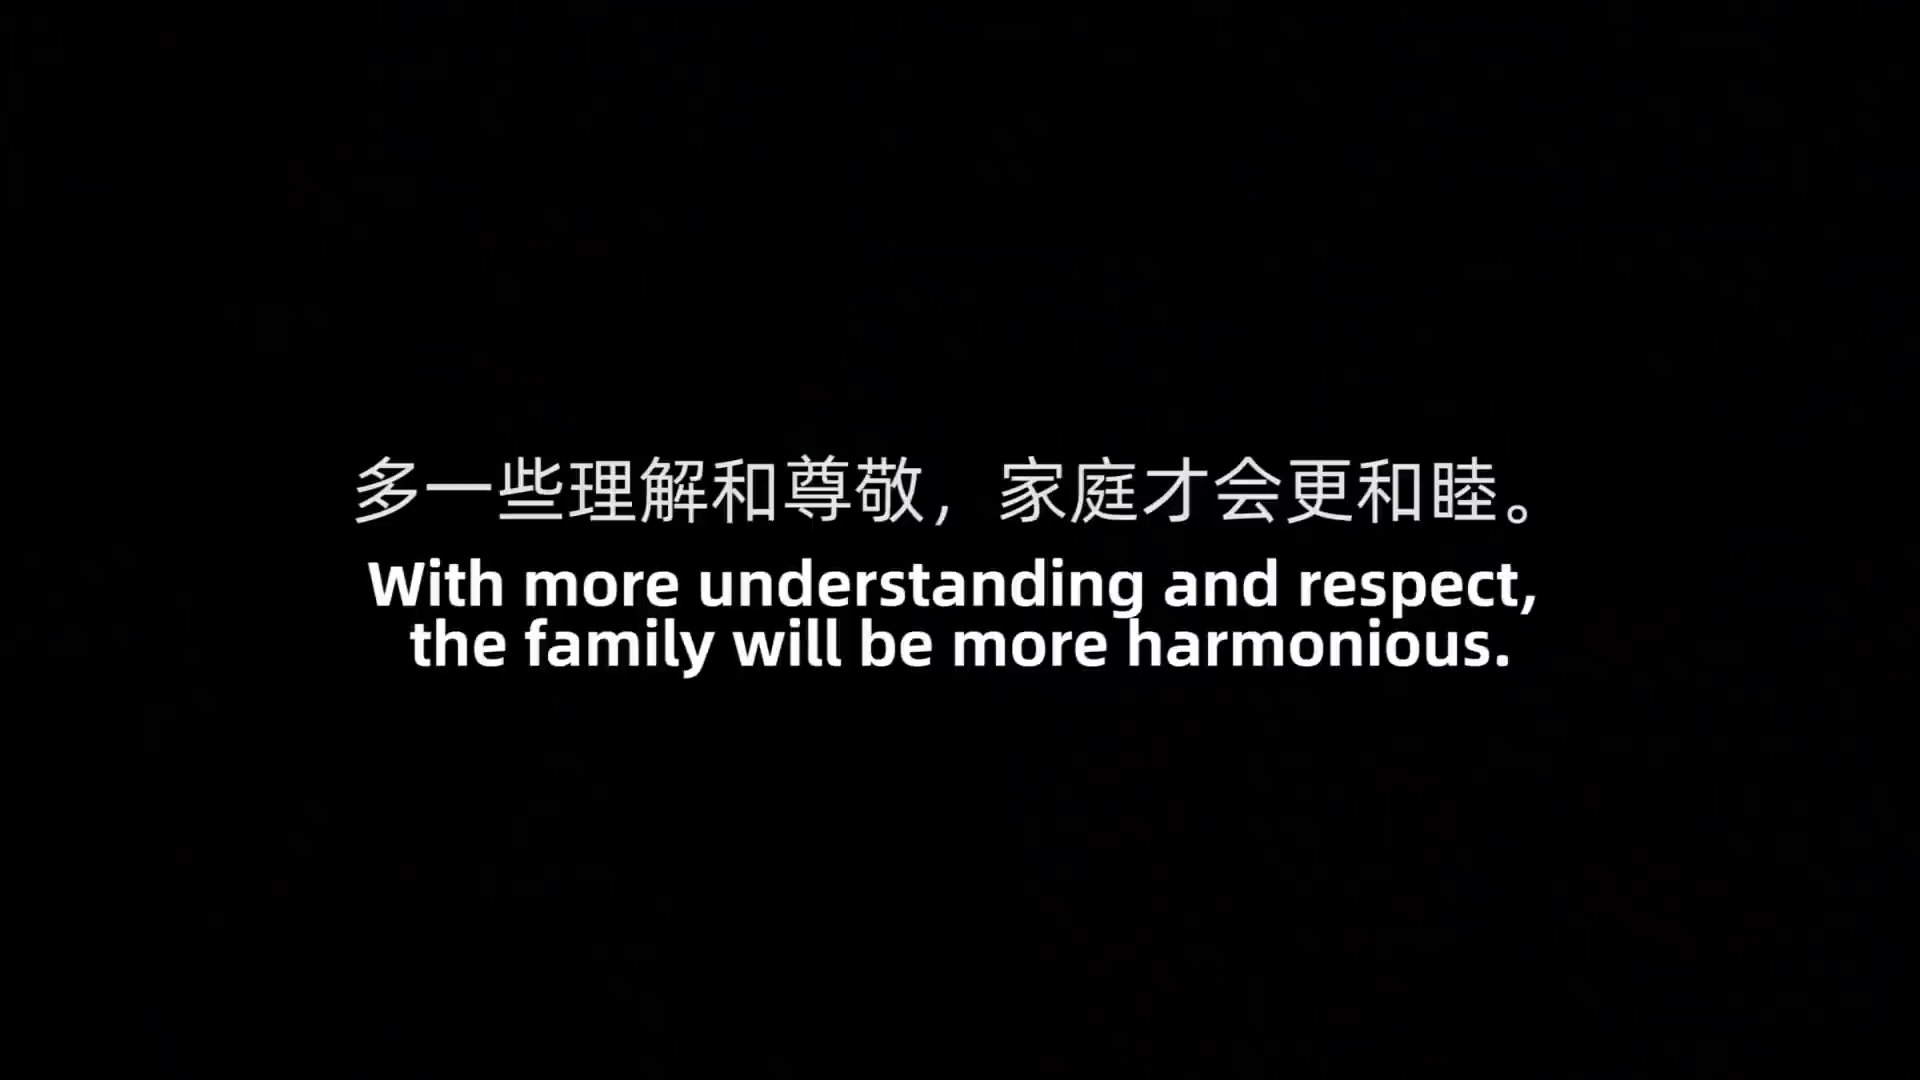 多一些理解和尊敬，家庭才会更和睦。
With more understanding and respect,
the family will be more harmonious.